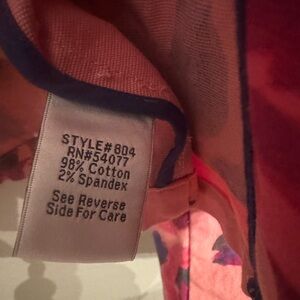 STYLE#804
RN#54077
98% Cotton
2% Spandex
See Reverse
Side For Care